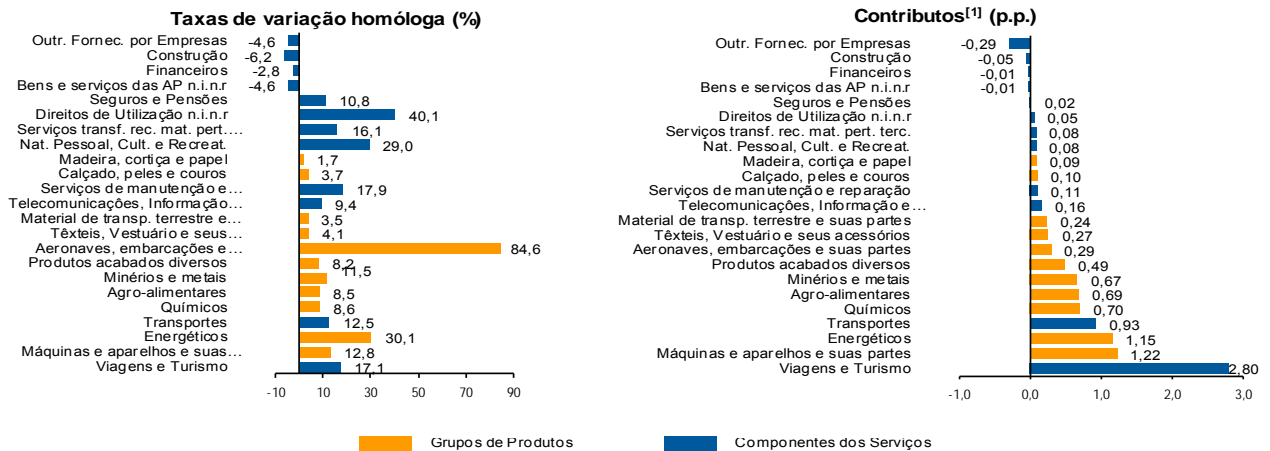 Taxas de variação homóloga (%)
Outr. Fornec. por Empresas -4,6
Construção -6,2
Financeiros -2,8
Bens e serviços das AP n.i.n.r -4,6
Seguros e Pensões 10,8
Direitos de Utilização n.i.n.r 40,1
Serviços transf. rec. mat. pert.... 16,1
Nat. Pessoal, Cult. e Recreat. 29,0
Madeira, cortiça e papel 1,7
Calçado, peles e couros 3,7
Serviços de manutenção e... 17,9
Telecomunicações, Informação... 9,4
Material de transp. terrestre e... 3,5
Têxteis, Vestuário e seus... 4,1
Aeronaves, embarcações e... 84,6
Produtos acabados diversos 8,2
Minérios e metais 11,5
Agro-alimentares 8,5
Químicos 8,6
Transportes 12,5
Energéticos 30,1
Máquinas e aparelhos e suas... 12,8
Viagens e Turismo 17,1
-10 10 30 50 70 90
Contributos[1] (p.p.)
Outr. Fornec. por Empresas -0,29
Construção -0,05
Financeiros -0,01
Bens e serviços das AP n.i.n.r -0,01
Seguros e Pensões 0,02
Direitos de Utilização n.i.n.r 0,05
Serviços transf. rec. mat. pert. terc. 0,08
Nat. Pessoal, Cult. e Recreat. 0,08
Madeira, cortiça e papel 0,09
Calçado, peles e couros 0,10
Serviços de manutenção e reparação 0,11
Telecomunicações, Informação e... 0,16
Material de transp. terrestre e suas partes 0,24
Têxteis, Vestuário e seus acessórios 0,27
Aeronaves, embarcações e suas partes 0,29
Produtos acabados diversos 0,49
Minérios e metais 0,67
Agro-alimentares 0,69
Químicos 0,70
Transportes 0,93
Energéticos 1,15
Máquinas e aparelhos e suas partes 1,22
Viagens e Turismo 2,80
-1,0 0,0 1,0 2,0 3,0
Grupos de Produtos Componentes dos Serviços